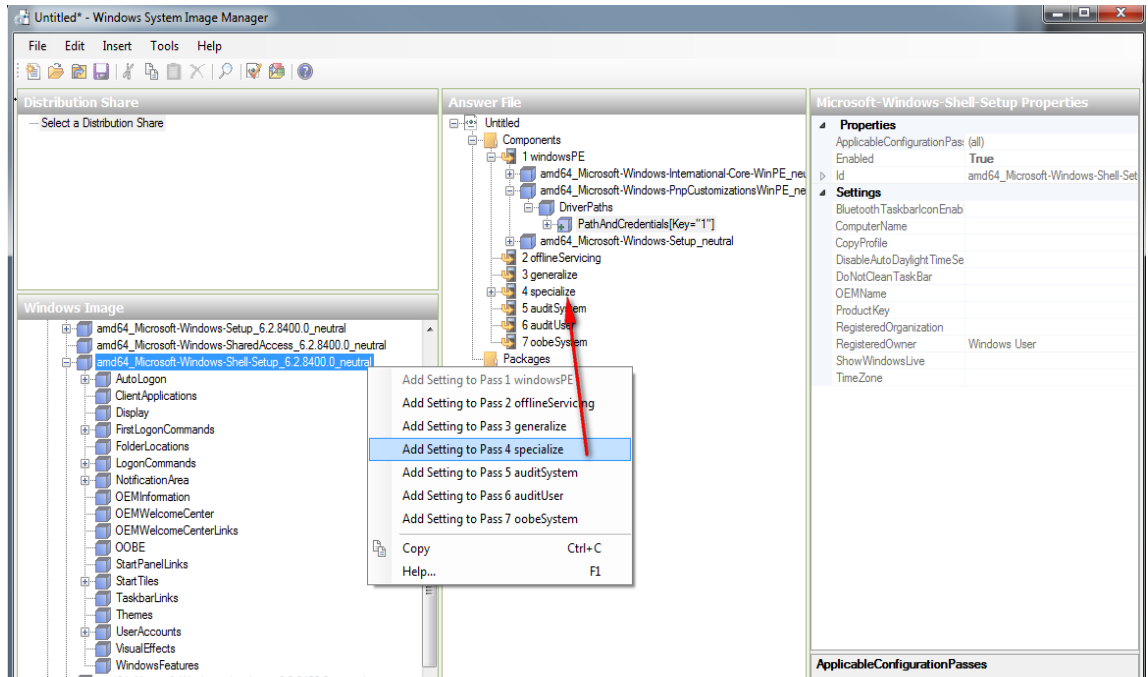 Untitled* - Windows System Image Manager
File Edit Insert Tools Help
Distribution Share
Select a Distribution Share
Windows Image
amd64_Microsoft-Windows-Setup_6.2.8400.0_neutral
amd64_Microsoft-Windows-SharedAccess_6.2.8400.0_neutral
amd64_Microsoft-Windows-Shell-Setup_6.2.8400.0_neutral
AutoLogon
ClientApplications
Display
FirstLogonCommands
FolderLocations
LogonCommands
NotificationArea
OEMInformation
OEMWelcomeCenter
OEMWelcomeCenterLinks
OOBE
StartPanelLinks
StartTiles
TaskbarLinks
Themes
UserAccounts
VisualEffects
WindowsFeatures
Answer File
Untitled
Components
1 windowsPE
amd64_Microsoft-Windows-International-Core-WinPE_neu
amd64_Microsoft-Windows-PnpCustomizationsWinPE_ne
DriverPaths
PathAndCredentials[Key="1"]
amd64_Microsoft-Windows-Setup_neutral
2 offlineServicing
3 generalize
4 specialize
5 auditSystem
6 auditUser
7 oobeSystem
Packages
Add Setting to Pass 1 windowsPE
Add Setting to Pass 2 offlineServicing
Add Setting to Pass 3 generalize
Add Setting to Pass 4 specialize
Add Setting to Pass 5 auditSystem
Add Setting to Pass 6 auditUser
Add Setting to Pass 7 oobeSystem
Copy Ctrl+C
Help... F1
Microsoft-Windows-Shell-Setup Properties
Properties
ApplicableConfigurationPas (all)
Enabled True
Id amd64_Microsoft-Windows-Shell-Set
Settings
BluetoothTaskbarIconEnab
ComputerName
CopyProfile
DisableAutoDaylightTimeSe
DoNotCleanTaskBar
OEMName
ProductKey
RegisteredOrganization
RegisteredOwner Windows User
ShowWindowsLive
TimeZone
ApplicableConfigurationPasses